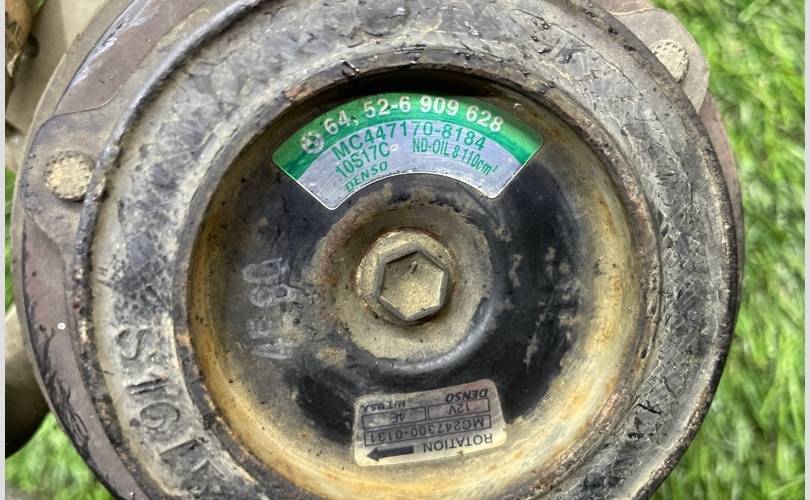 64. 52-6 909 628
MC447170-8184
10S17C ND-OIL 8·110cm³
DENSO
ROTATION
MC247300-0131
12V
DENSO